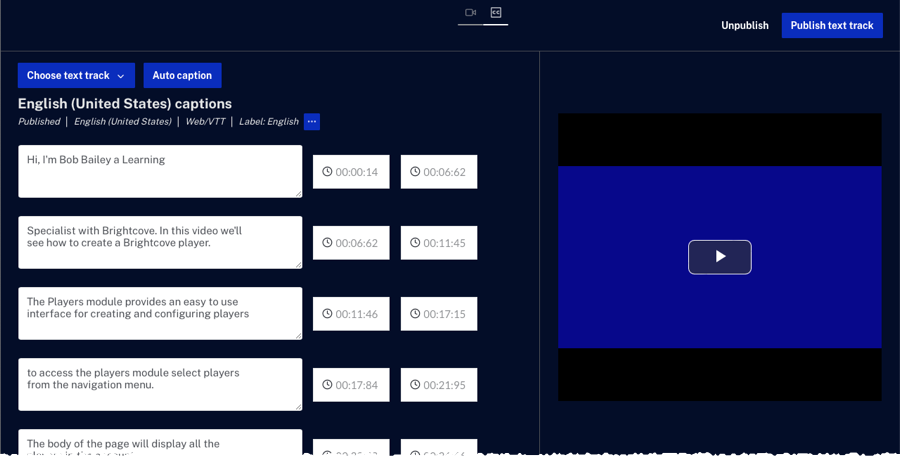 CC
Unpublish
Publish text track
Choose text track
Auto caption
English (United States) captions
Published | English (United States) | Web/VTT | Label: English
Hi, I'm Bob Bailey a Learning
00:00:14
00:06:62
Specialist with Brightcove. In this video we'll
see how to create a Brightcove player.
00:06:62
00:11:45
The Players module provides an easy to use
interface for creating and configuring players
00:11:46
00:17:15
to access the players module select players
from the navigation menu.
00:17:84
00:21:95
The body of the page will display all the